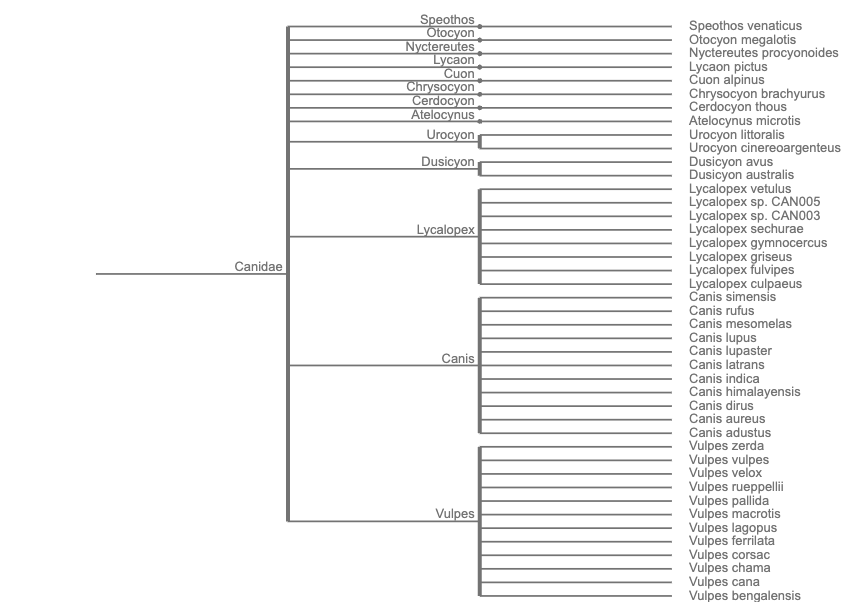 Speothos
Speothos venaticus
Otocyon
Otocyon megalotis
Nyctereutes
Nyctereutes procyonoides
Lycaon
Lycaon pictus
Cuon
Cuon alpinus
Chrysocyon
Chrysocyon brachyurus
Cerdocyon
Cerdocyon thous
Atelocynus
Atelocynus microtis
Urocyon
Urocyon littoralis
Urocyon cinereoargenteus
Dusicyon
Dusicyon avus
Dusicyon australis
Lycalopex
Lycalopex vetulus
Lycalopex sp. CAN005
Lycalopex sp. CAN003
Lycalopex sechurae
Lycalopex gymnocercus
Lycalopex griseus
Lycalopex fulvipes
Lycalopex culpaeus
Canidae
Canis
Canis simensis
Canis rufus
Canis mesomelas
Canis lupus
Canis lupaster
Canis latrans
Canis indica
Canis himalayensis
Canis dirus
Canis aureus
Canis adustus
Vulpes
Vulpes zerda
Vulpes vulpes
Vulpes velox
Vulpes rueppellii
Vulpes pallida
Vulpes macrotis
Vulpes lagopus
Vulpes ferrilata
Vulpes corsac
Vulpes chama
Vulpes cana
Vulpes bengalensis